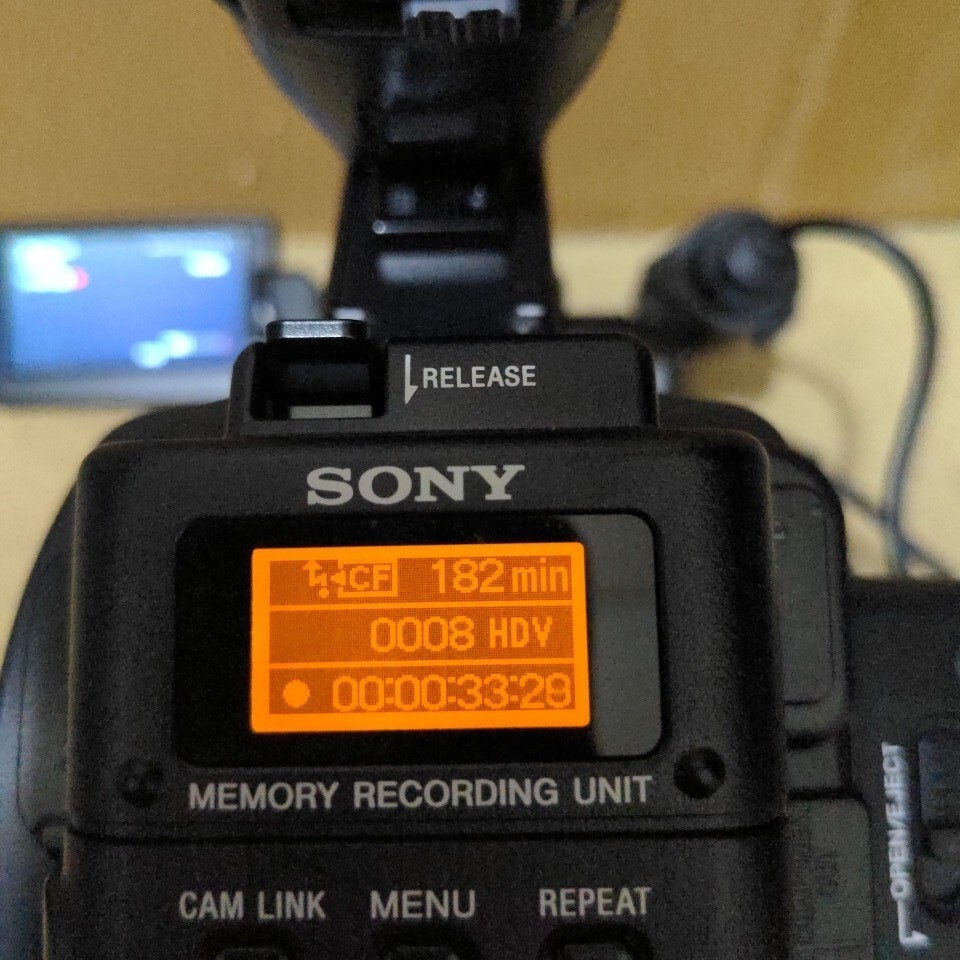 RELEASE
SONY
CF 182 min
0008 HDV
00:00:33:29
MEMORY RECORDING UNIT
CAM LINK MENU REPEAT
OPEN/EJECT